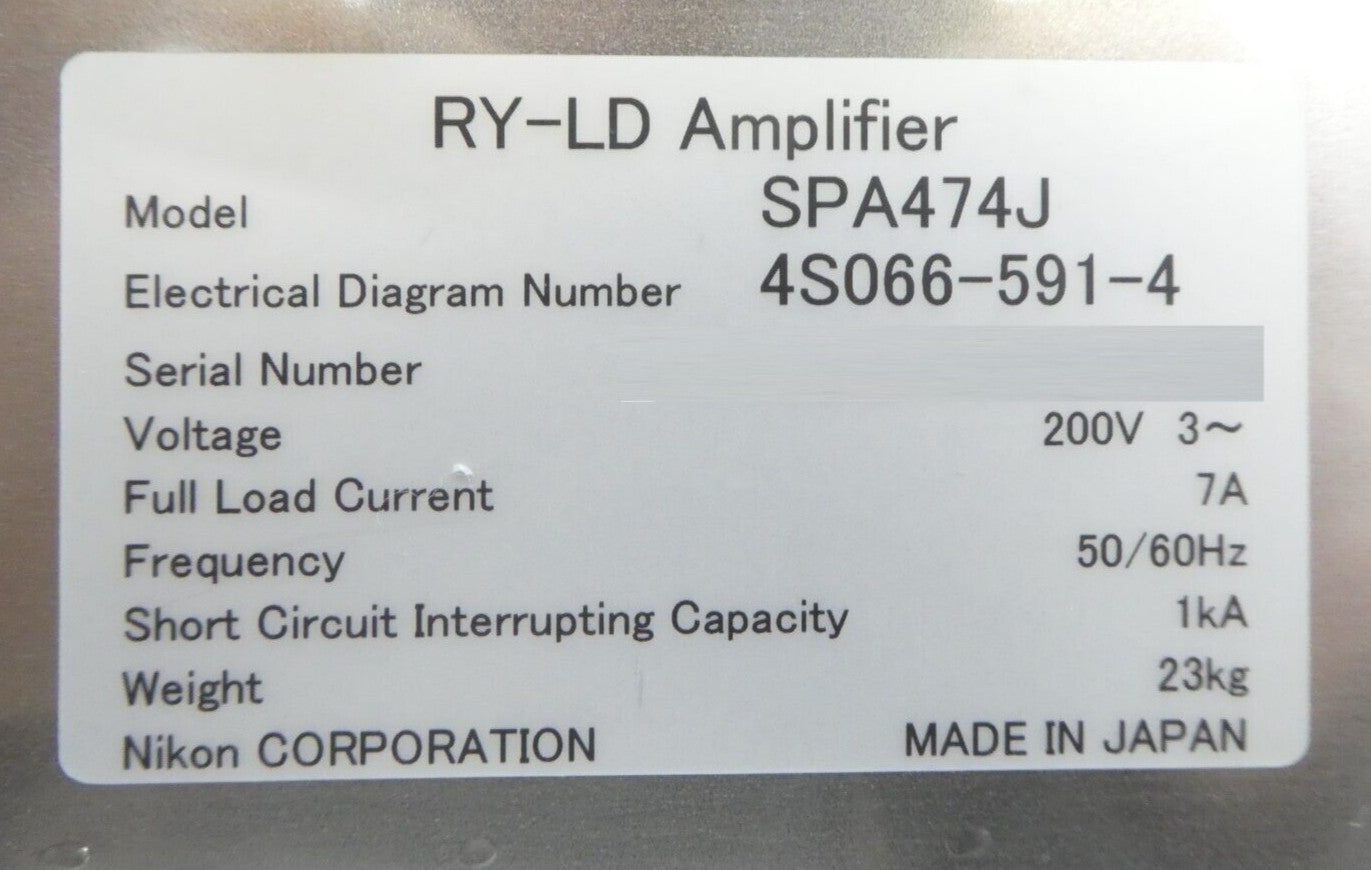 RY-LD Amplifier
Model SPA474J
Electrical Diagram Number 4S066-591-4
Serial Number
Voltage 200V 3～
Full Load Current 7A
Frequency 50/60Hz
Short Circuit Interrupting Capacity 1kA
Weight 23kg
Nikon CORPORATION MADE IN JAPAN